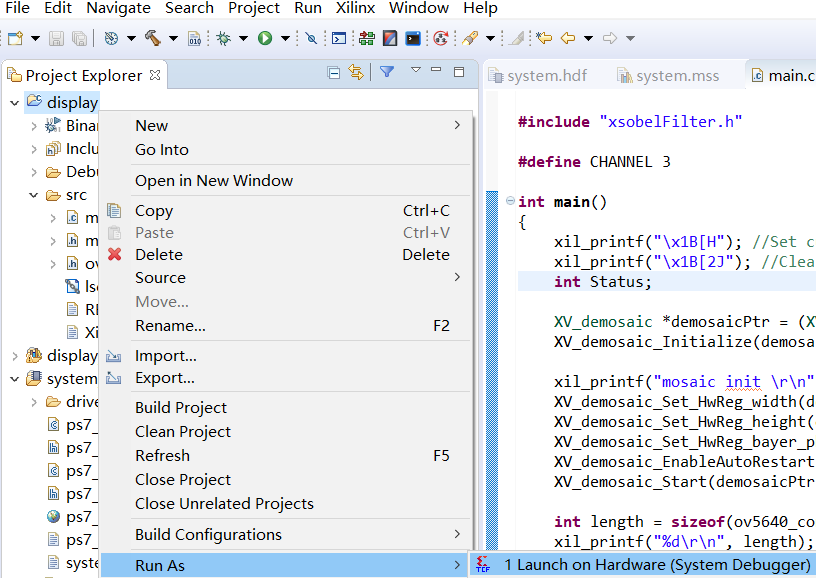 File Edit Navigate Search Project Run Xilinx Window Help
Project Explorer
system.hdf system.mss main.c
display
Binar
Inclu
Debu
src
m
m
ov
lsc
RE
Xi
display
system
drive
ps7_
ps7_
ps7_
ps7_
ps7_
ps7_
syste
New
Go Into
Open in New Window
Copy Ctrl+C
Paste Ctrl+V
Delete Delete
Source
Move...
Rename... F2
Import...
Export...
Build Project
Clean Project
Refresh F5
Close Project
Close Unrelated Projects
Build Configurations
Run As
1 Launch on Hardware (System Debugger)
#include "xsobelFilter.h"
#define CHANNEL 3
int main()
{
xil_printf("\x1B[H"); //Set c
xil_printf("\x1B[2J"); //Clea
int Status;
XV_demosaic *demosaicPtr = (X
XV_demosaic_Initialize(demosa
xil_printf("mosaic init \r\n"
XV_demosaic_Set_HwReg_width(d
XV_demosaic_Set_HwReg_height(
XV_demosaic_Set_HwReg_bayer_p
XV_demosaic_EnableAutoRestart
XV_demosaic_Start(demosaicPtr
int length = sizeof(ov5640_co
xil_printf("%d\r\n", length);